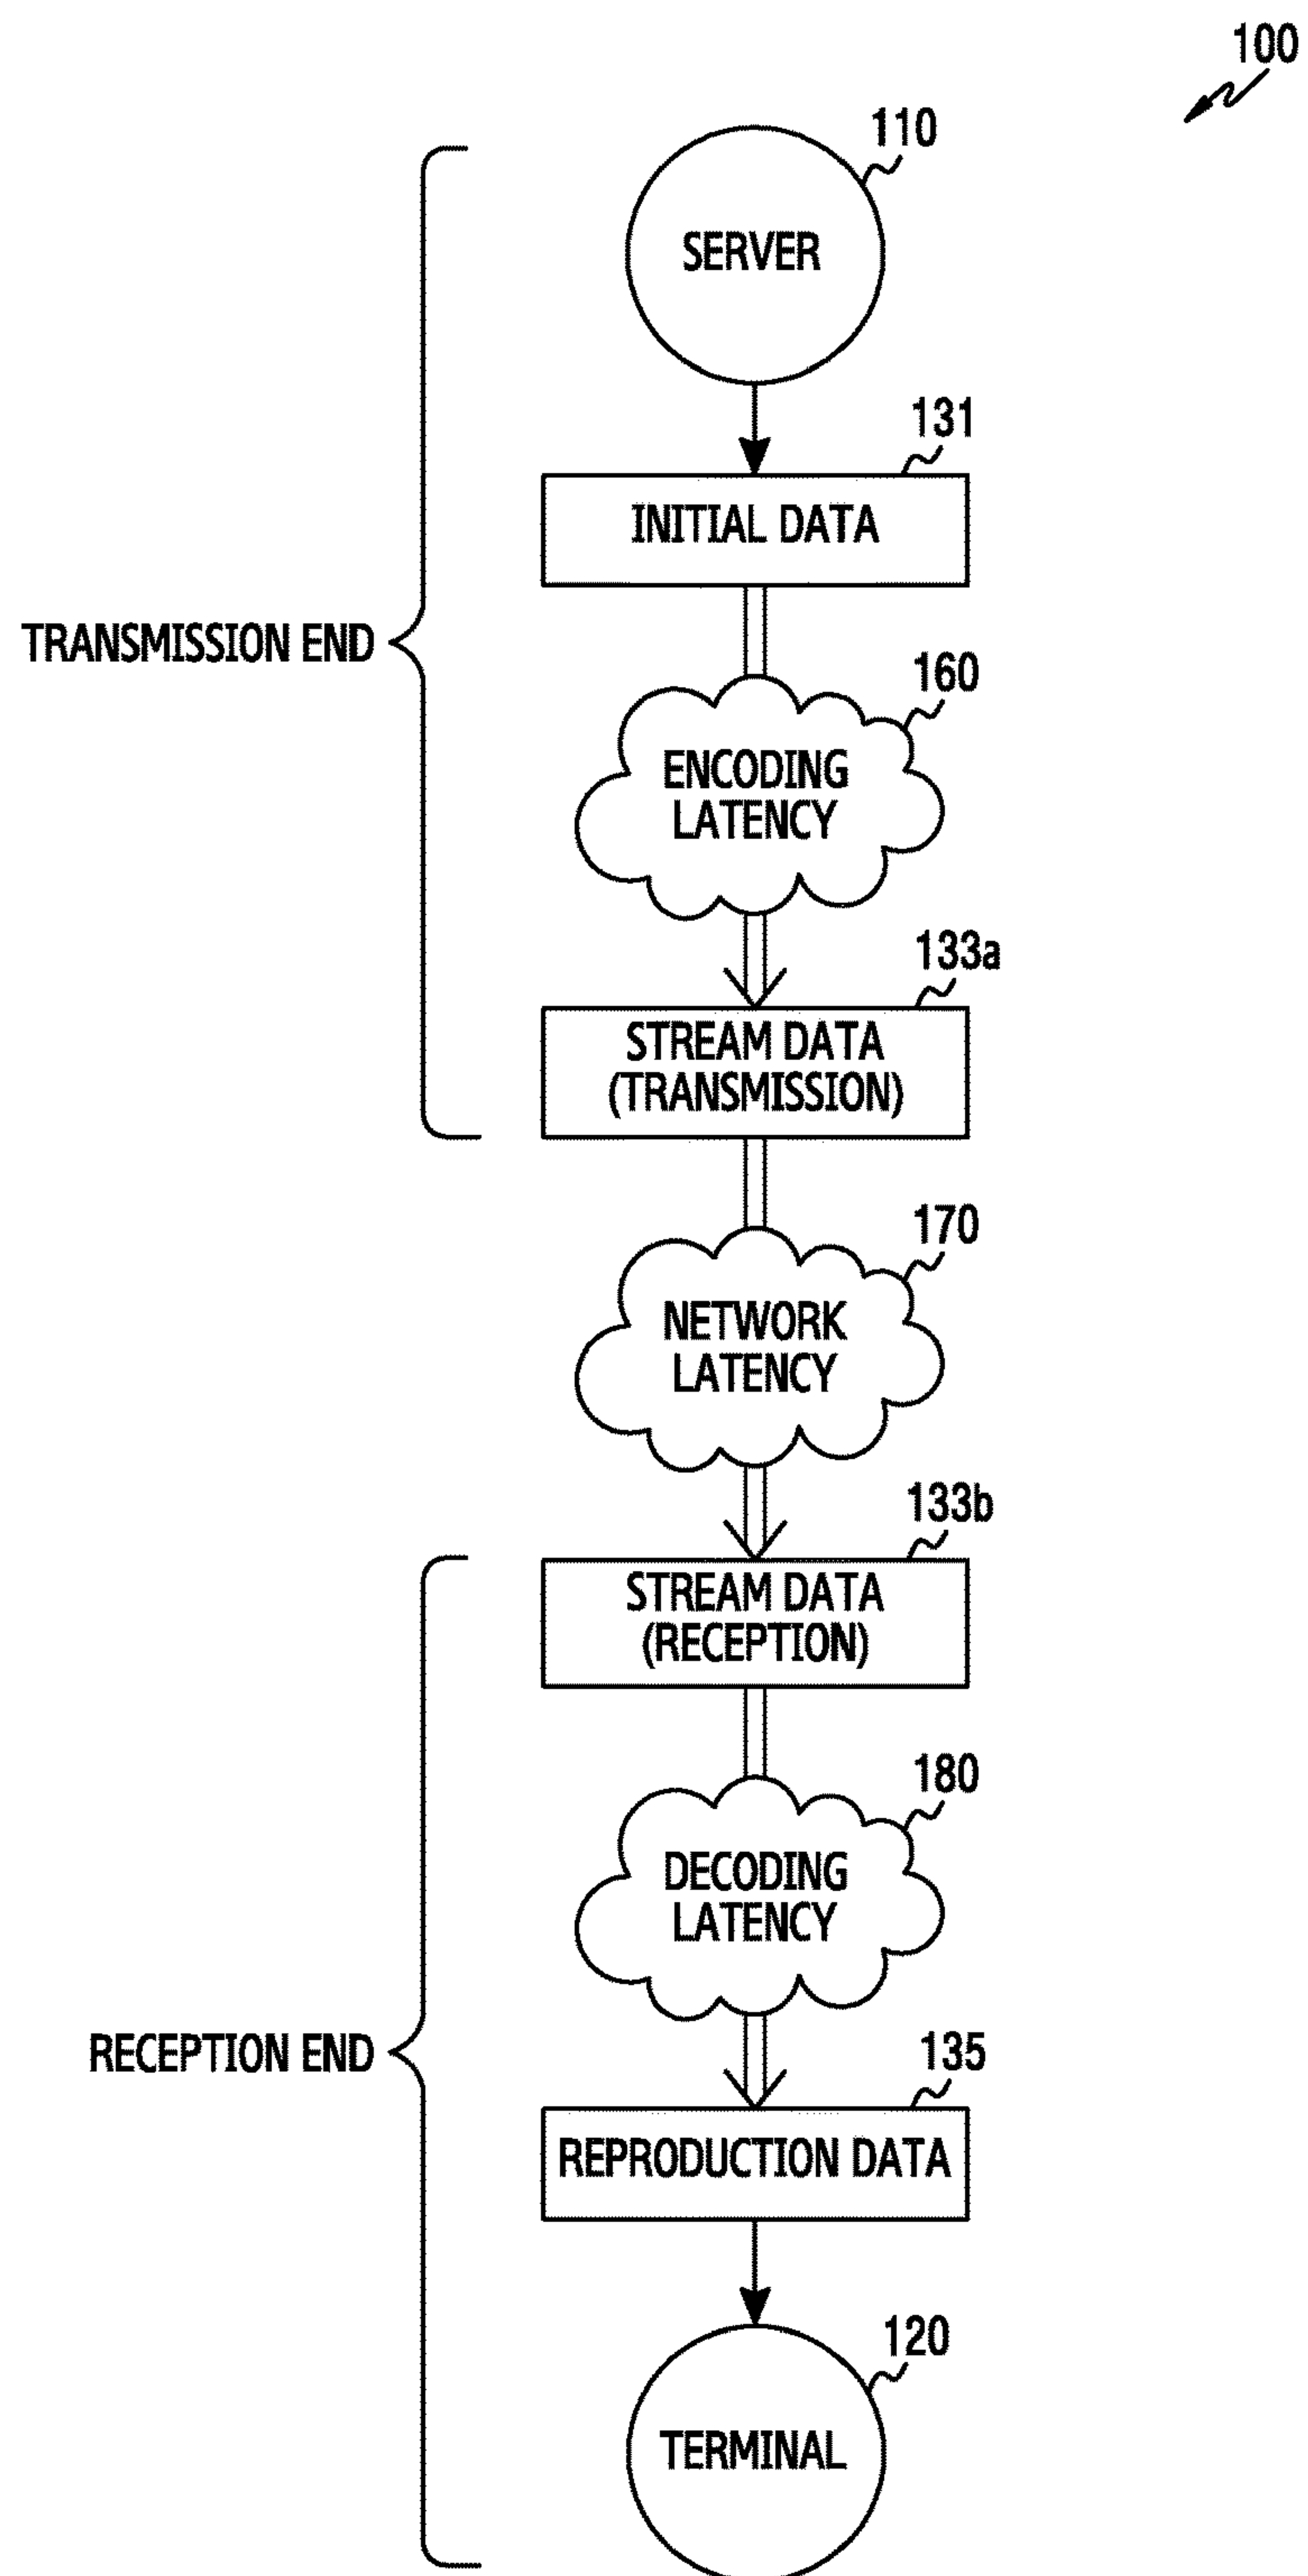 100
110
SERVER
131
INITIAL DATA
TRANSMISSION END
160
ENCODING
LATENCY
133a
STREAM DATA
(TRANSMISSION)
170
NETWORK
LATENCY
133b
STREAM DATA
(RECEPTION)
180
DECODING
LATENCY
RECEPTION END
135
REPRODUCTION DATA
120
TERMINAL